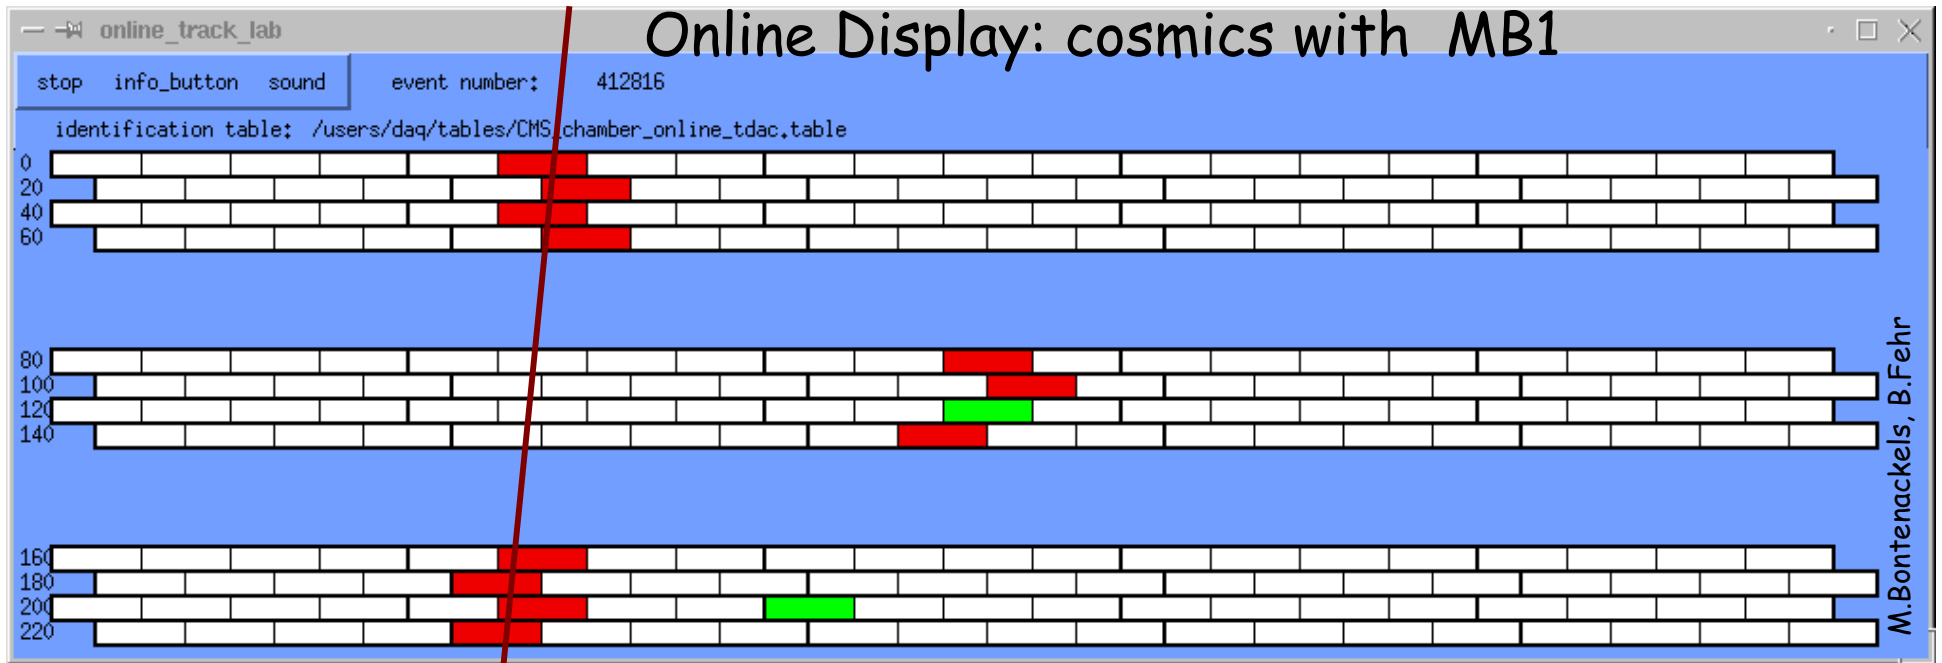 online_track_lab
Online Display: cosmics with MB1
stop info_button sound event number: 412816
identification table: /users/daq/tables/CMS_chamber_online_tdac.table
0
20
40
60
80
100
120
140
160
180
200
220
M.Bontenackels, B.Fehr